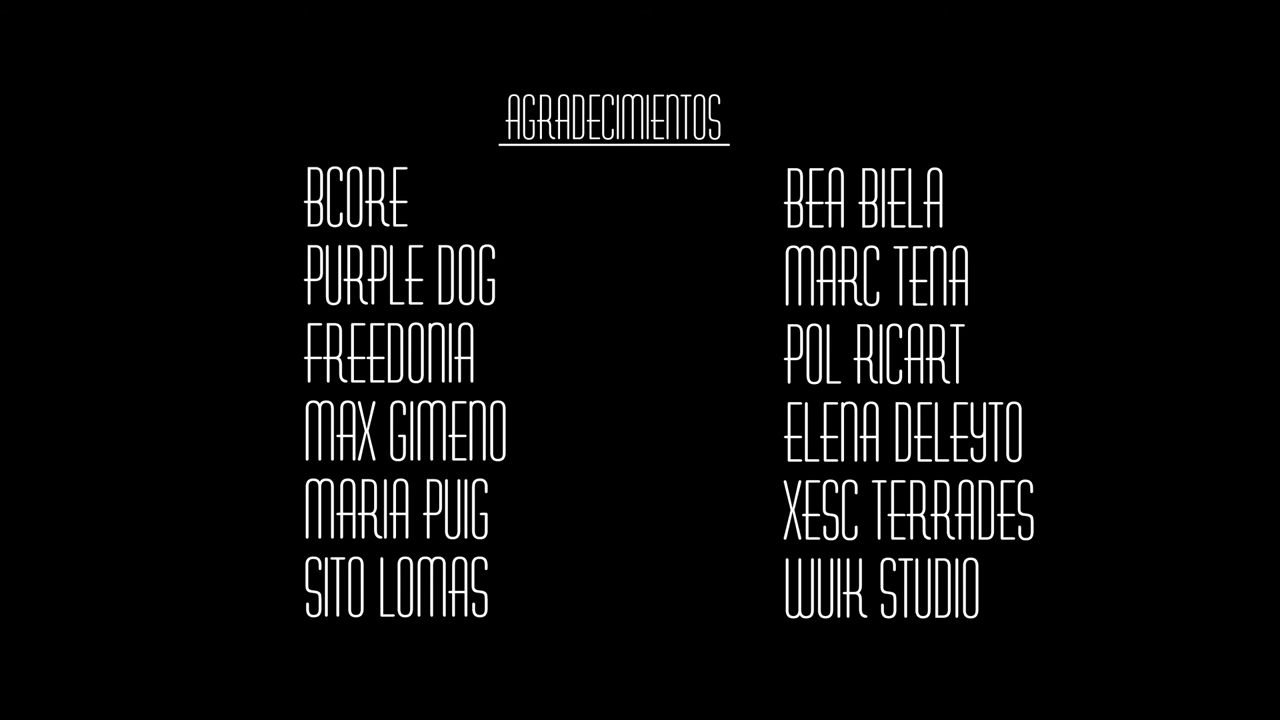 AGRADECIMIENTOS
BCORE
PURPLE DOG
FREEDONIA
MAX GIMENO
MARIA PUIG
SITO LOMAS
BEA BIELA
MARC TENA
POL RICART
ELENA DELEYTO
XESC TERRADES
WUIK STUDIO